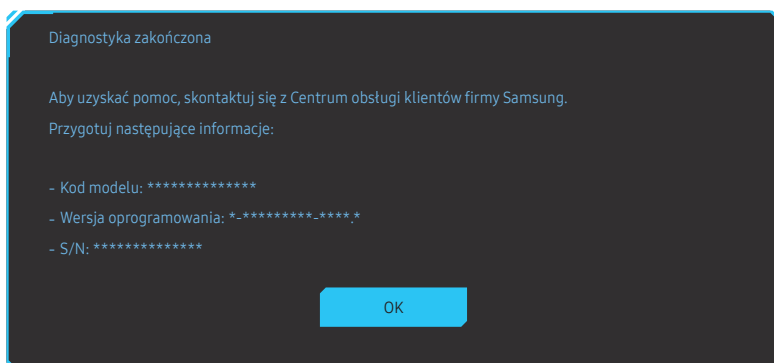 Diagnostyka zakończona
Aby uzyskać pomoc, skontaktuj się z Centrum obsługi klientów firmy Samsung.
Przygotuj następujące informacje:
- Kod modelu: **************
- Wersja oprogramowania: *-*********-****.*
- S/N: **************
OK